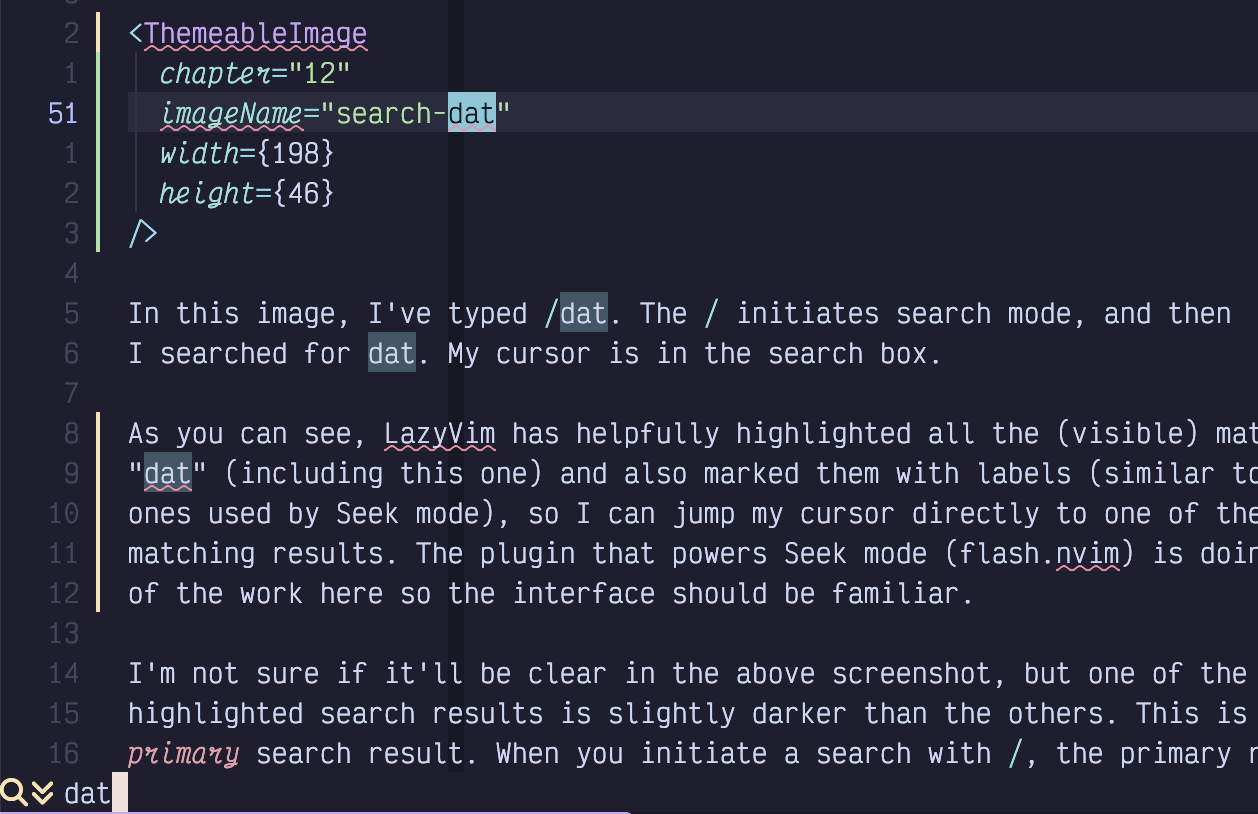 2 <ThemeableImage
1 chapter="12"
51 imageName="search-dat"
1 width={198}
2 height={46}
3 />
4
5 In this image, I've typed /dat. The / initiates search mode, and then
6 I searched for dat. My cursor is in the search box.
7
8 As you can see, LazyVim has helpfully highlighted all the (visible) mat
9 "dat" (including this one) and also marked them with labels (similar to
10 ones used by Seek mode), so I can jump my cursor directly to one of the
11 matching results. The plugin that powers Seek mode (flash.nvim) is doin
12 of the work here so the interface should be familiar.
13
14 I'm not sure if it'll be clear in the above screenshot, but one of the
15 highlighted search results is slightly darker than the others. This is
16 primary search result. When you initiate a search with /, the primary r
dat